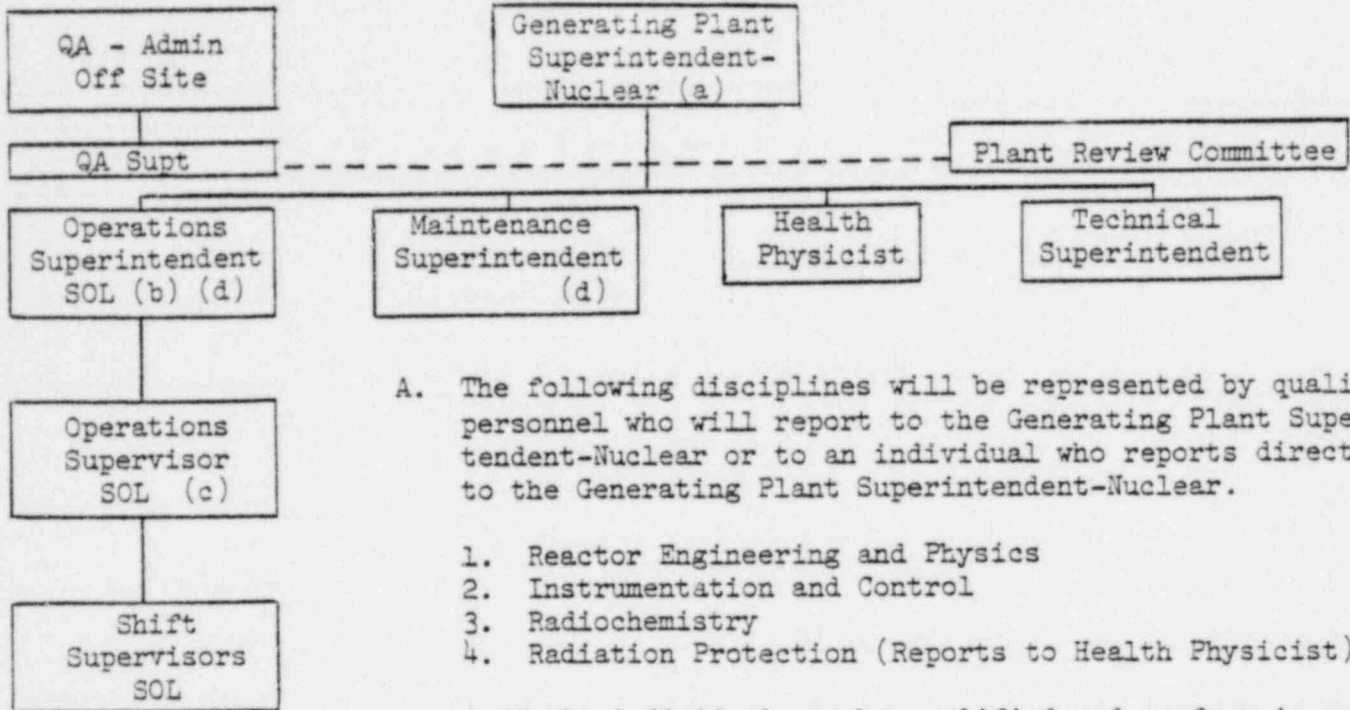 QA - Admin
Off Site
Generating Plant
Superintendent-
Nuclear (a)
QA Supt
Plant Review Committee
Operations
Superintendent
SOL (b) (d)
Maintenance
Superintendent
(d)
Health
Physicist
Technical
Superintendent
Operations
Supervisor
SOL (c)
Shift
Supervisors
SOL
A. The following disciplines will be represented by quali
personnel who will report to the Generating Plant Supe
tendent-Nuclear or to an individual who reports direct
to the Generating Plant Superintendent-Nuclear.
1. Reactor Engineering and Physics
2. Instrumentation and Control
3. Radiochemistry
4. Radiation Protection (Reports to Health Physicist)